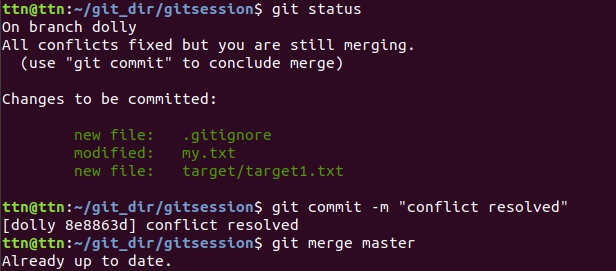 ttn@ttn:~/git_dir/gitsession$ git status
On branch dolly
All conflicts fixed but you are still merging.
  (use "git commit" to conclude merge)

Changes to be committed:

        new file:   .gitignore
        modified:   my.txt
        new file:   target/target1.txt

ttn@ttn:~/git_dir/gitsession$ git commit -m "conflict resolved"
[dolly 8e8863d] conflict resolved
ttn@ttn:~/git_dir/gitsession$ git merge master
Already up to date.